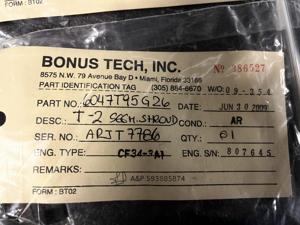 FORM : BT02
BONUS TECH, INC.
8575 N.W. 79 Avenue Bay D • Miami, Florida 33166
Nº 386527
PART IDENTIFICATION TAG (305) 884-6670 W/O: 09-254
PART NO.: 6047T95G26 DATE: JUN 30 2009
DESC.: T-2 SEGM. SHROUD COND.: AR
SER. NO.: ARJT7786 QTY.: 01
ENG. TYPE: CF34-3A1 ENG. S/N: 807645
REMARKS:
A&P 593585874
FORM : BT02